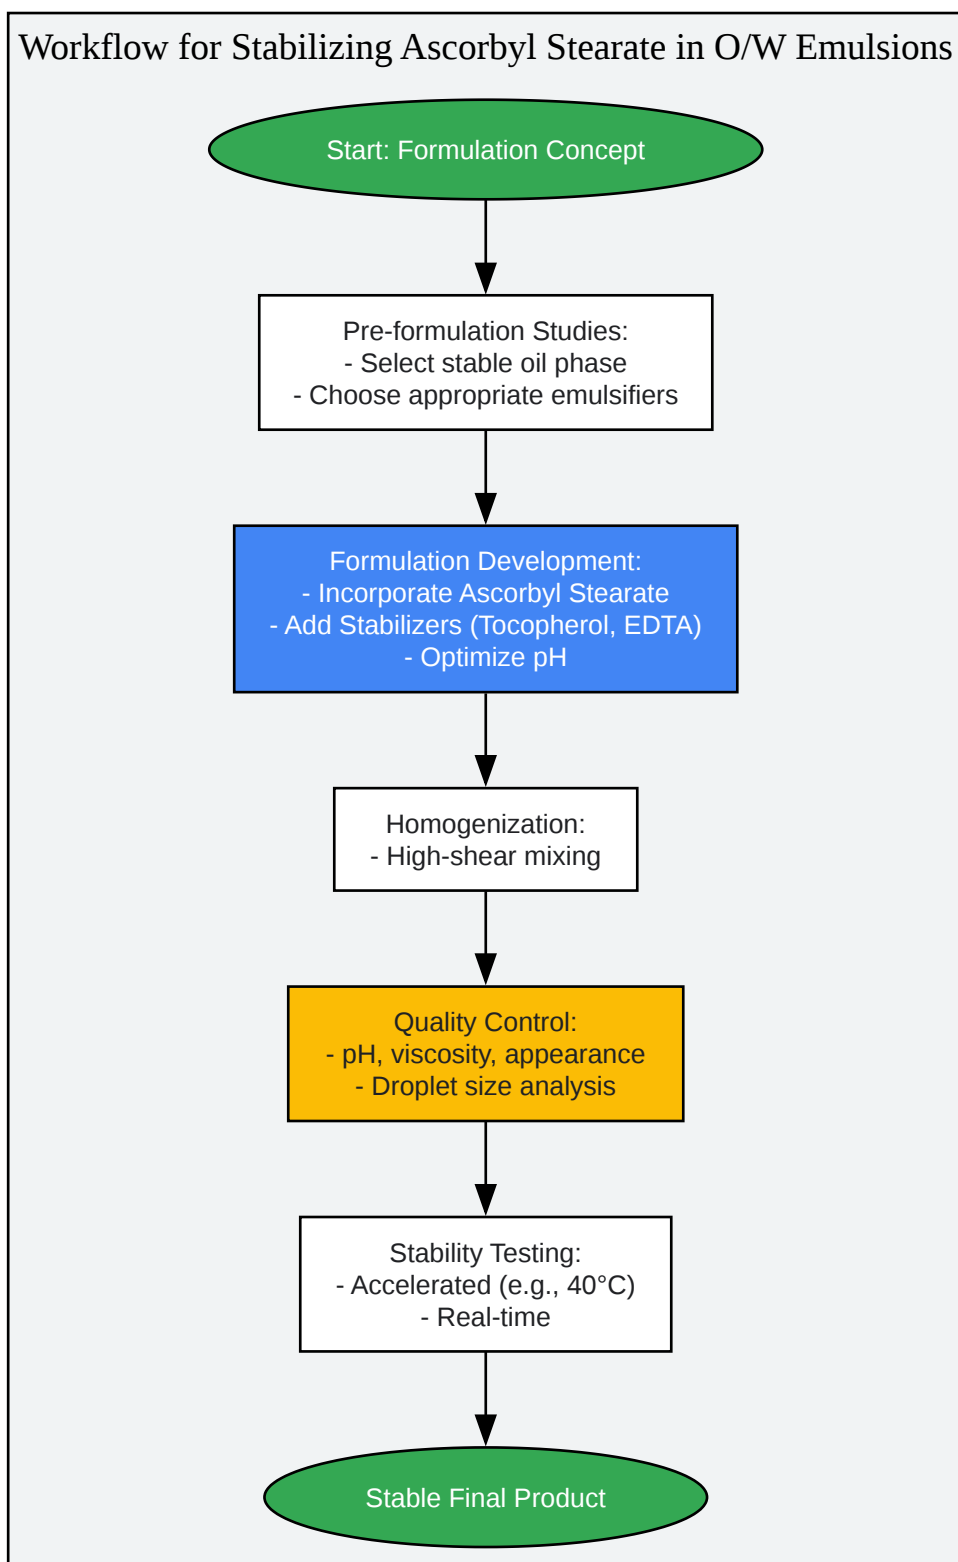 Workflow for Stabilizing Ascorbyl Stearate in O/W Emulsions
Start: Formulation Concept
Pre-formulation Studies:
- Select stable oil phase
- Choose appropriate emulsifiers
Formulation Development:
- Incorporate Ascorbyl Stearate
- Add Stabilizers (Tocopherol, EDTA)
- Optimize pH
Homogenization:
- High-shear mixing
Quality Control:
- pH, viscosity, appearance
- Droplet size analysis
Stability Testing:
- Accelerated (e.g., 40°C)
- Real-time
Stable Final Product